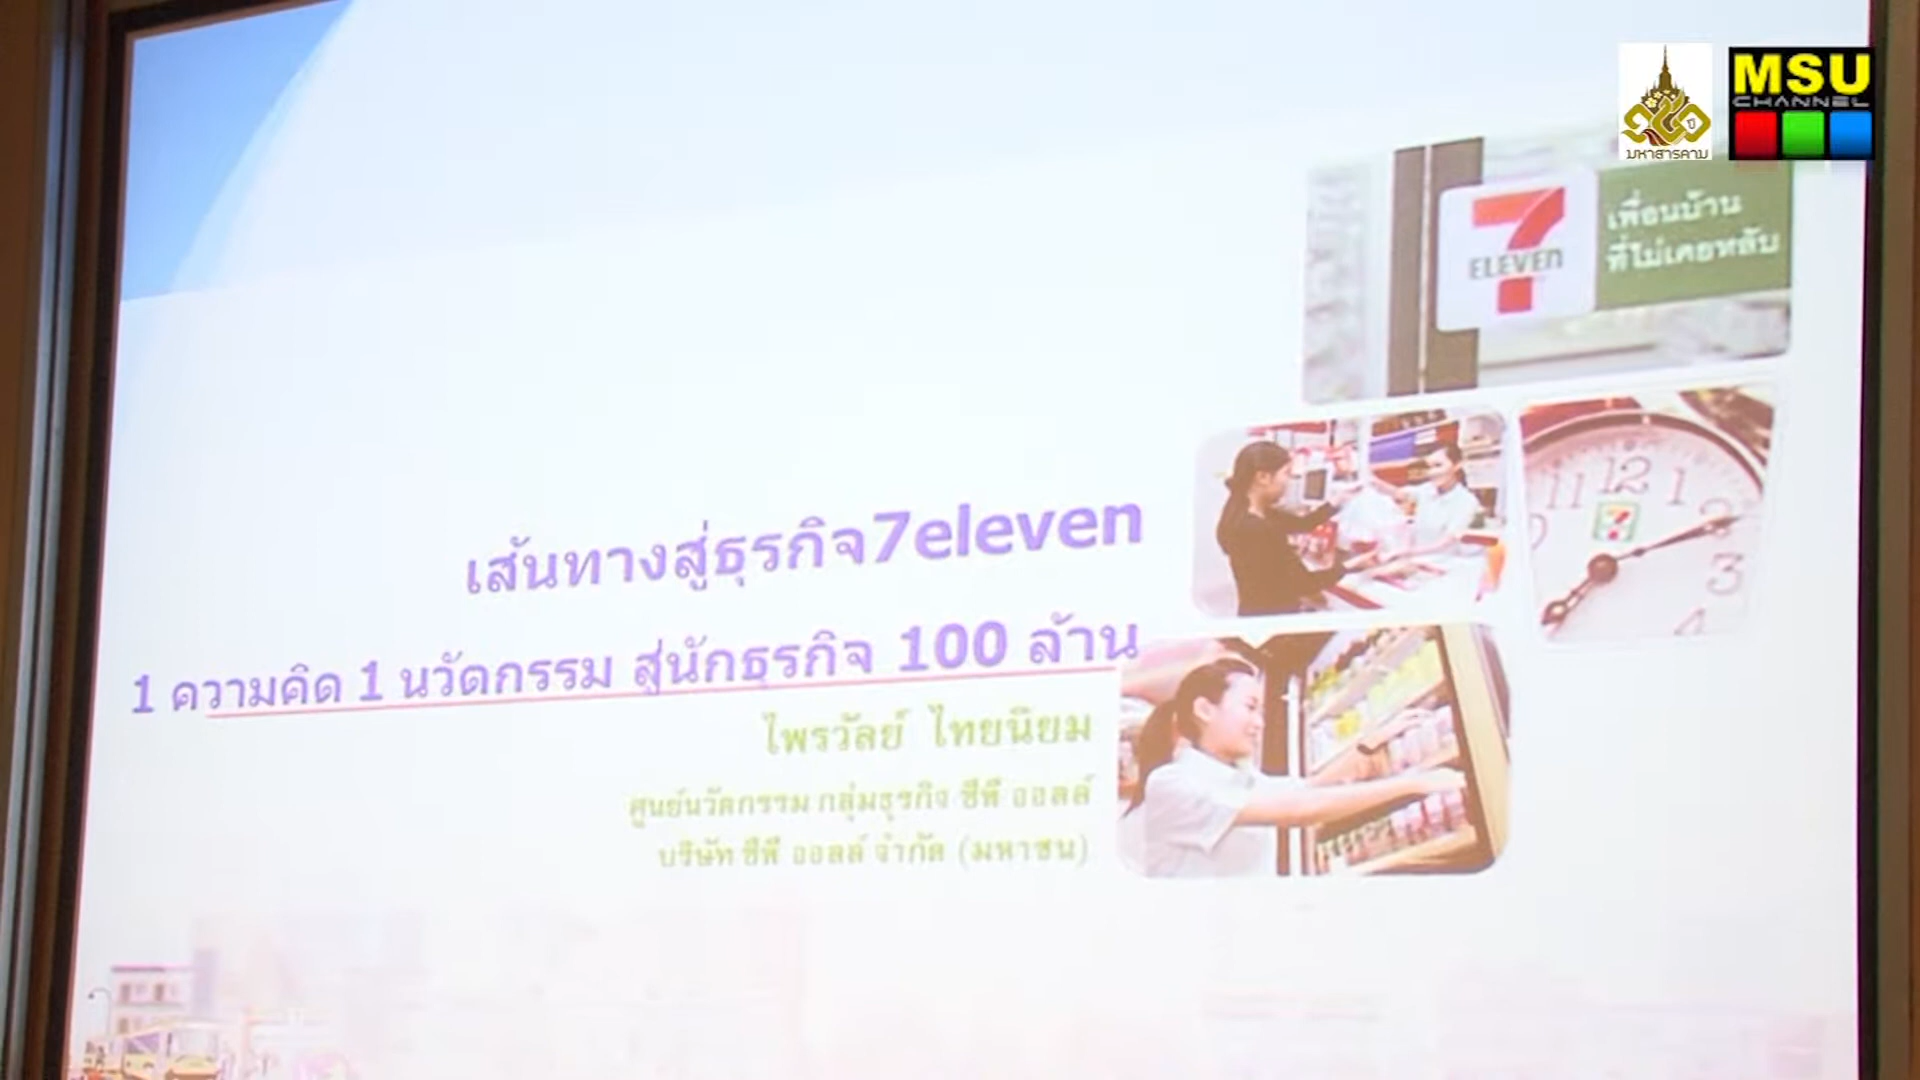 MSU
CHANNEL
มหาสารคาม
7
ELEVEn
เพื่อนบ้าน
ที่ไม่เคยหลับ
11 12 1
2
3
4
เส้นทางสู่ธุรกิจ7eleven
1 ความคิด 1 นวัตกรรม สู่นักธุรกิจ 100 ล้าน
ไพรวัลย์ ไทยนิยม
ศูนย์นวัตกรรม กลุ่มธุรกิจ ซีพี ออลล์
บริษัท ซีพี ออลล์ จำกัด (มหาชน)